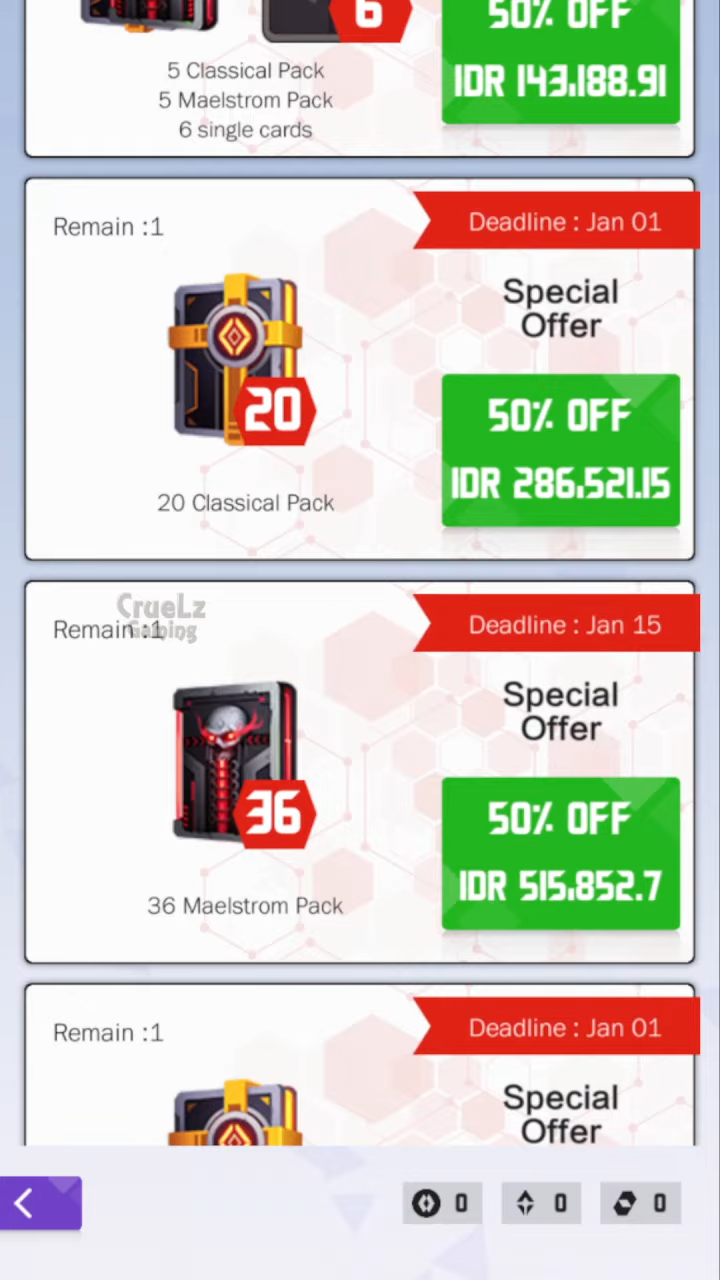 6
50% OFF
IDR 143,188.91
5 Classical Pack
5 Maelstrom Pack
6 single cards
Remain :1
Deadline : Jan 01
Special
Offer
20
50% OFF
IDR 286,521.15
20 Classical Pack
CrueLz
Gaming
Remain :1
Deadline : Jan 15
Special
Offer
36
50% OFF
IDR 515,852.7
36 Maelstrom Pack
Remain :1
Deadline : Jan 01
Special
Offer
0
0
0